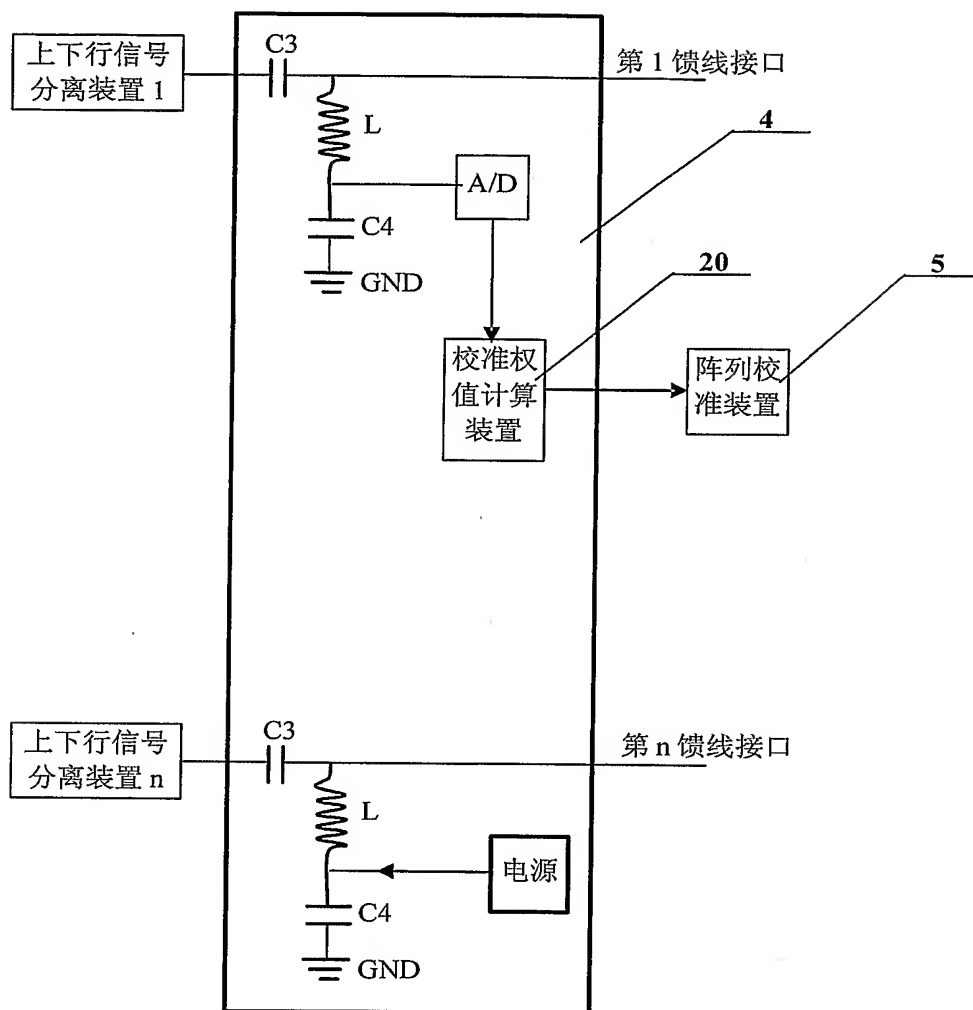 C3
上下行信号
分离装置 1
第 1 馈线接口
L
4
A/D
C4
GND
20
5
校准权
值计算
装置
阵列校
准装置
C3
上下行信号
分离装置 n
第 n 馈线接口
L
电源
C4
GND